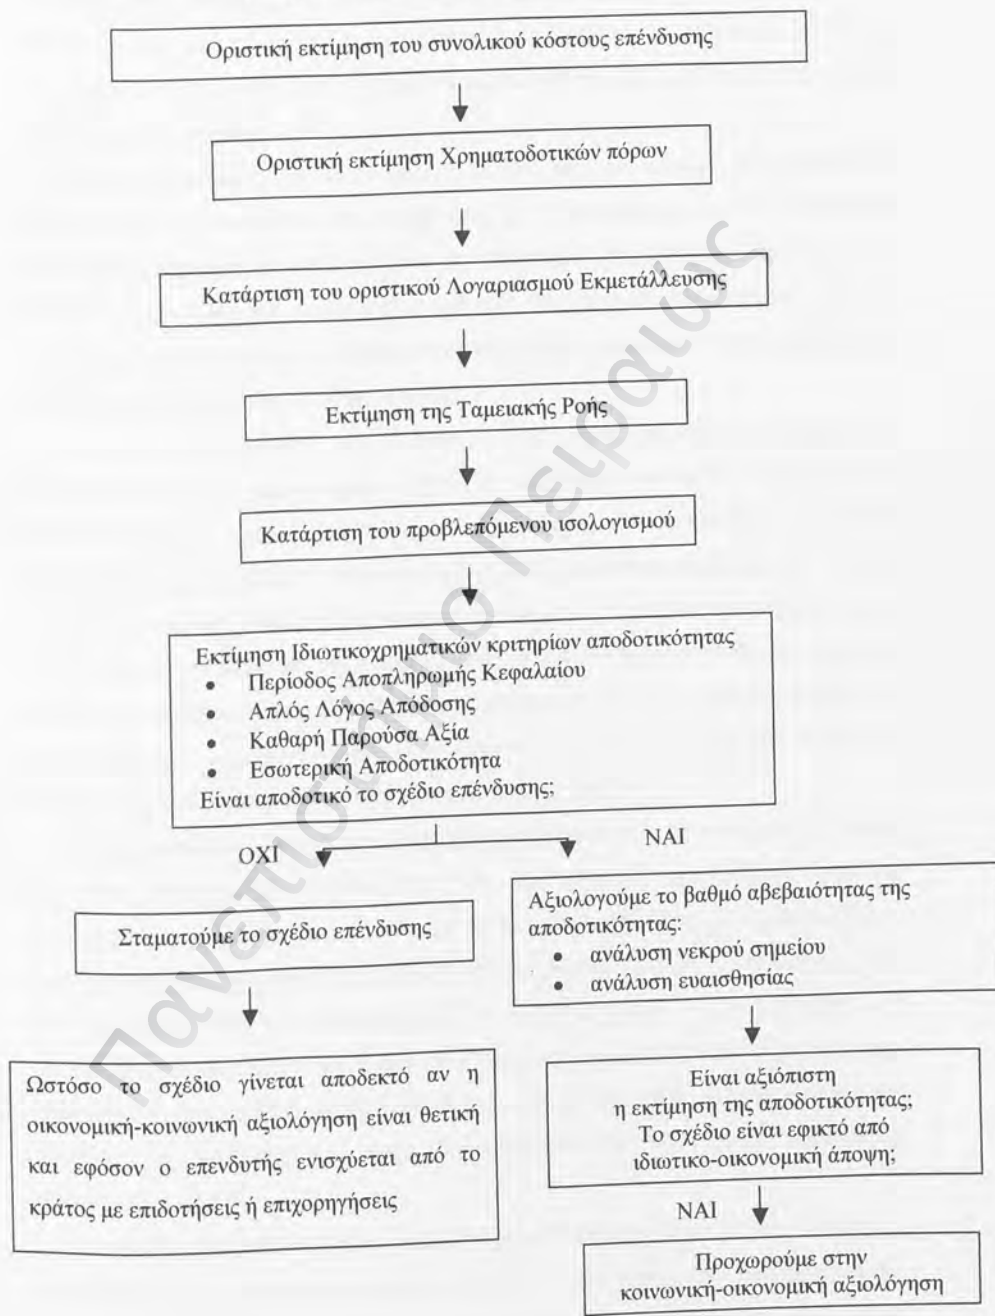 Οριστική εκτίμηση του συνολικού κόστους επένδυσης
Οριστική εκτίμηση Χρηματοδοτικών πόρων
Κατάρτιση του οριστικού Λογαριασμού Εκμετάλλευσης
Εκτίμηση της Ταμειακής Ροής
Κατάρτιση του προβλεπόμενου ισολογισμού
Εκτίμηση Ιδιωτικοχρηματικών κριτηρίων αποδοτικότητας
• Περίοδος Αποπληρωμής Κεφαλαίου
• Απλός Λόγος Απόδοσης
• Καθαρή Παρούσα Αξία
• Εσωτερική Αποδοτικότητα
Είναι αποδοτικό το σχέδιο επένδυσης;
ΟΧΙ
ΝΑΙ
Σταματούμε το σχέδιο επένδυσης
Αξιολογούμε το βαθμό αβεβαιότητας της
αποδοτικότητας:
• ανάλυση νεκρού σημείου
• ανάλυση ευαισθησίας
Ωστόσο το σχέδιο γίνεται αποδεκτό αν η
οικονομική-κοινωνική αξιολόγηση είναι θετική
και εφόσον ο επενδυτής ενισχύεται από το
κράτος με επιδοτήσεις ή επιχορηγήσεις
Είναι αξιόπιστη
η εκτίμηση της αποδοτικότητας;
Το σχέδιο είναι εφικτό από
ιδιωτικο-οικονομική άποψη;
ΝΑΙ
Προχωρούμε στην
κοινωνική-οικονομική αξιολόγηση
Πανεπιστήμιο Πειραιώς